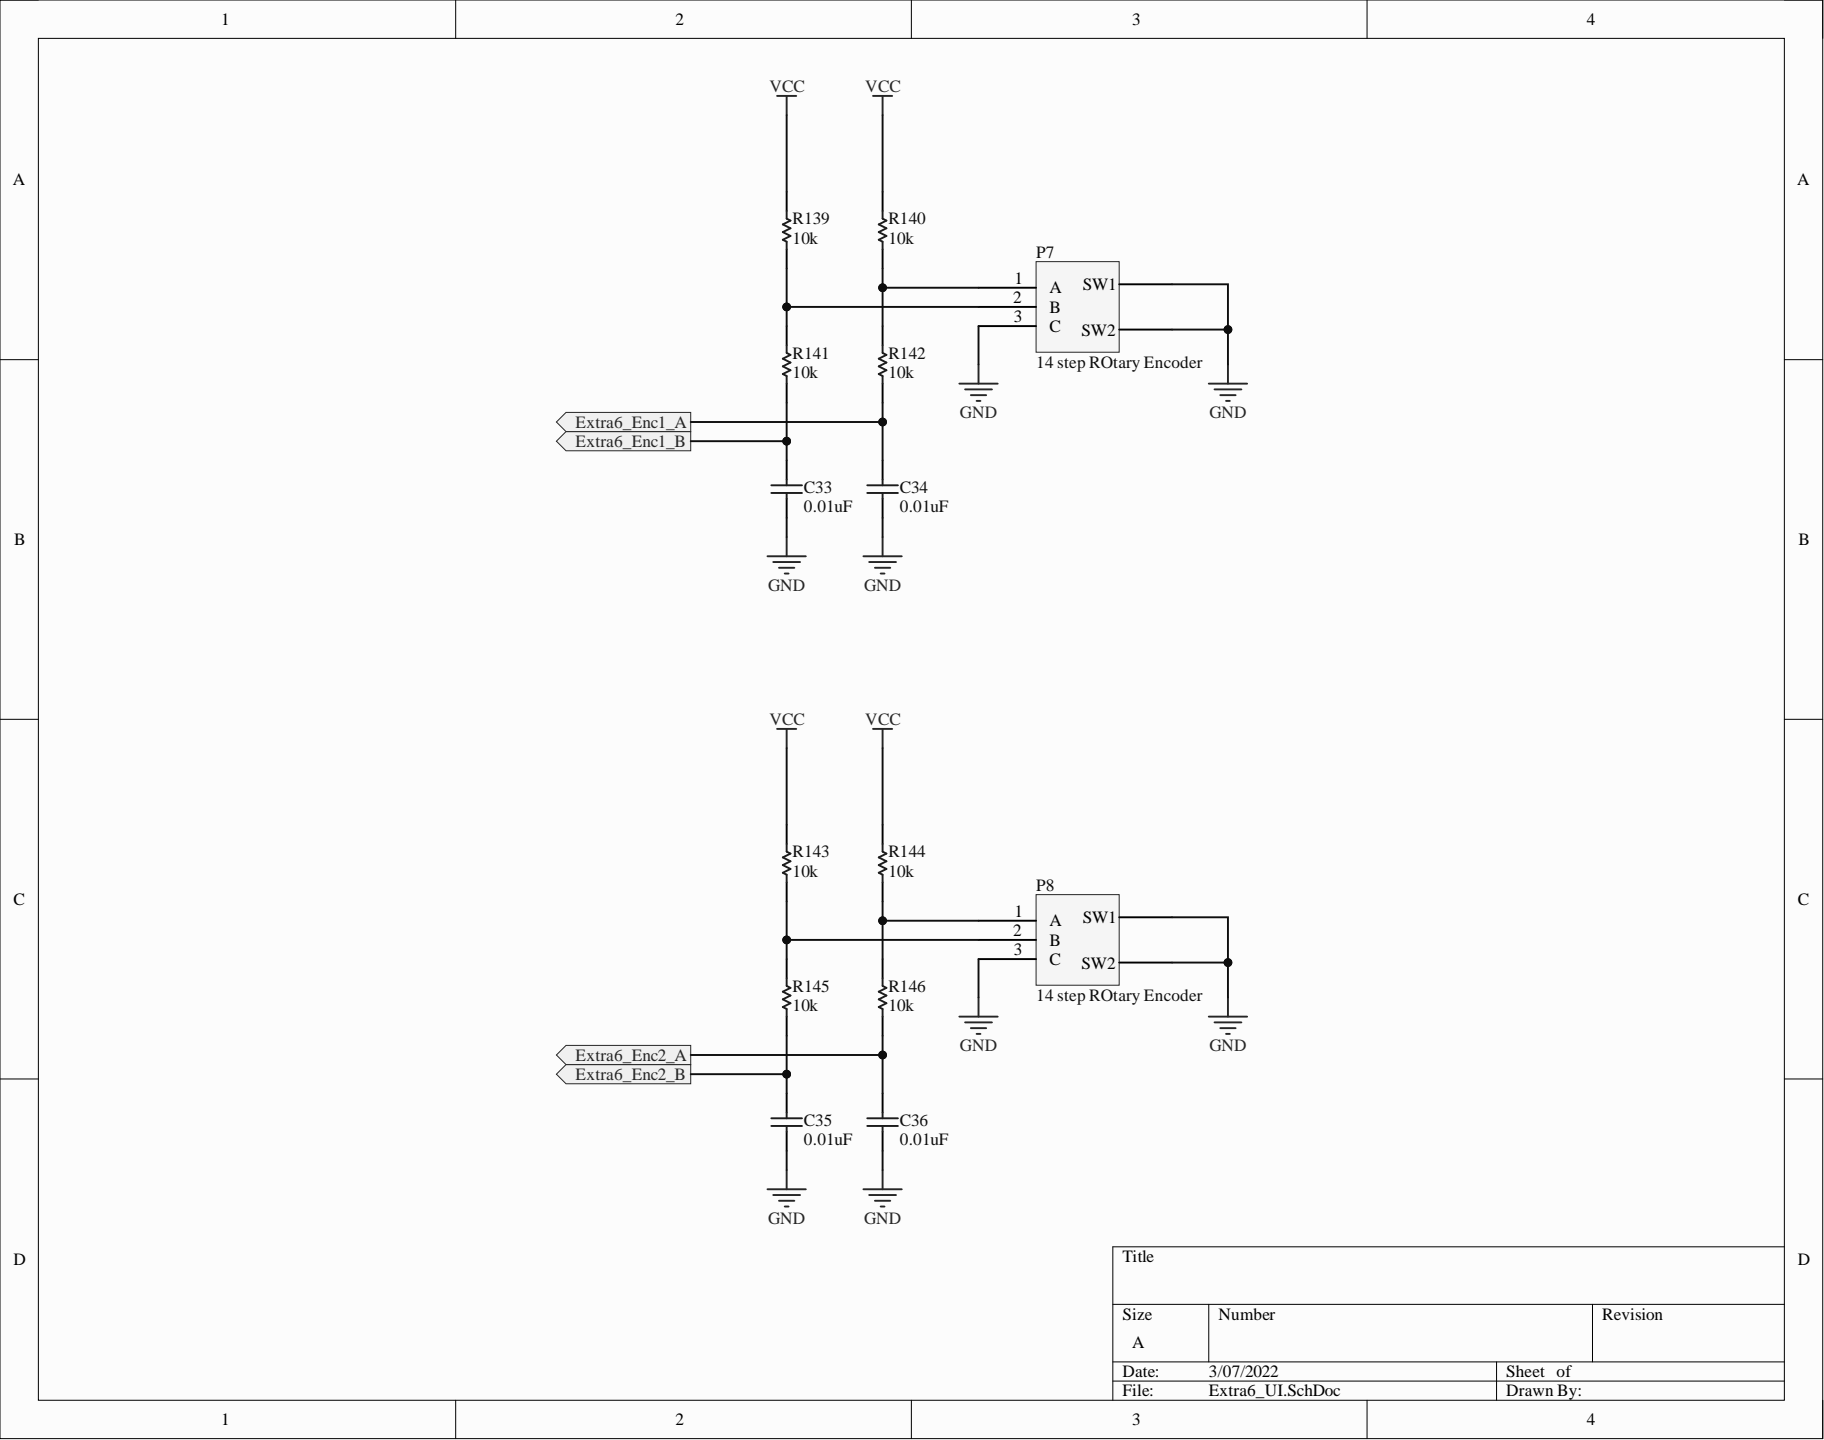 1 2 3 4
A A
VCC VCC
R139 R140
10k 10k
P7
1 A SW1
2 B
3 C SW2
R141 R142
10k 10k
14 step ROtary Encoder
GND GND
Extra6_Enc1_A
Extra6_Enc1_B
C33 C34
0.01uF 0.01uF
B B
GND GND
VCC VCC
R143 R144
10k 10k
P8
C C
1 A SW1
2 B
3 C SW2
R145 R146
10k 10k
14 step ROtary Encoder
GND GND
Extra6_Enc2_A
Extra6_Enc2_B
C35 C36
0.01uF 0.01uF
GND GND
D D
Title
Size Number Revision
A
Date: 3/07/2022 Sheet of
File: Extra6_UI.SchDoc Drawn By:
1 2 3 4